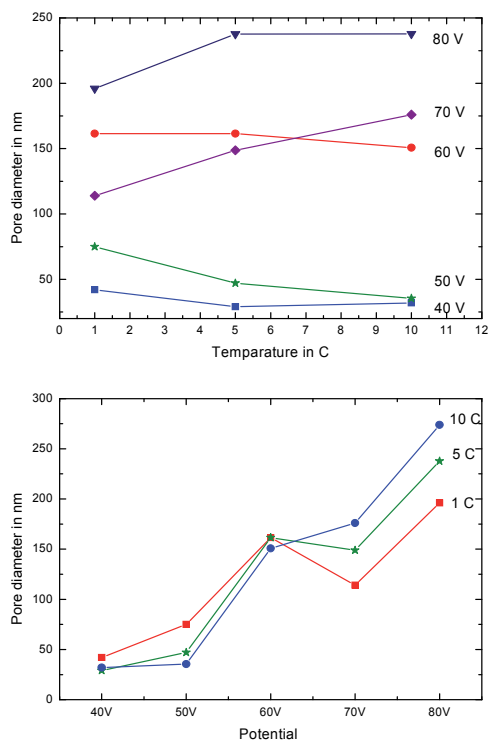 250
200
150
100
50
Pore diameter in nm
80 V
70 V
60 V
50 V
40 V
0 1 2 3 4 5 6 7 8 9 10 11 12
Temparature in C
300
250
200
150
100
50
0
Pore diameter in nm
10 C
5 C
1 C
40V 50V 60V 70V 80V
Potential